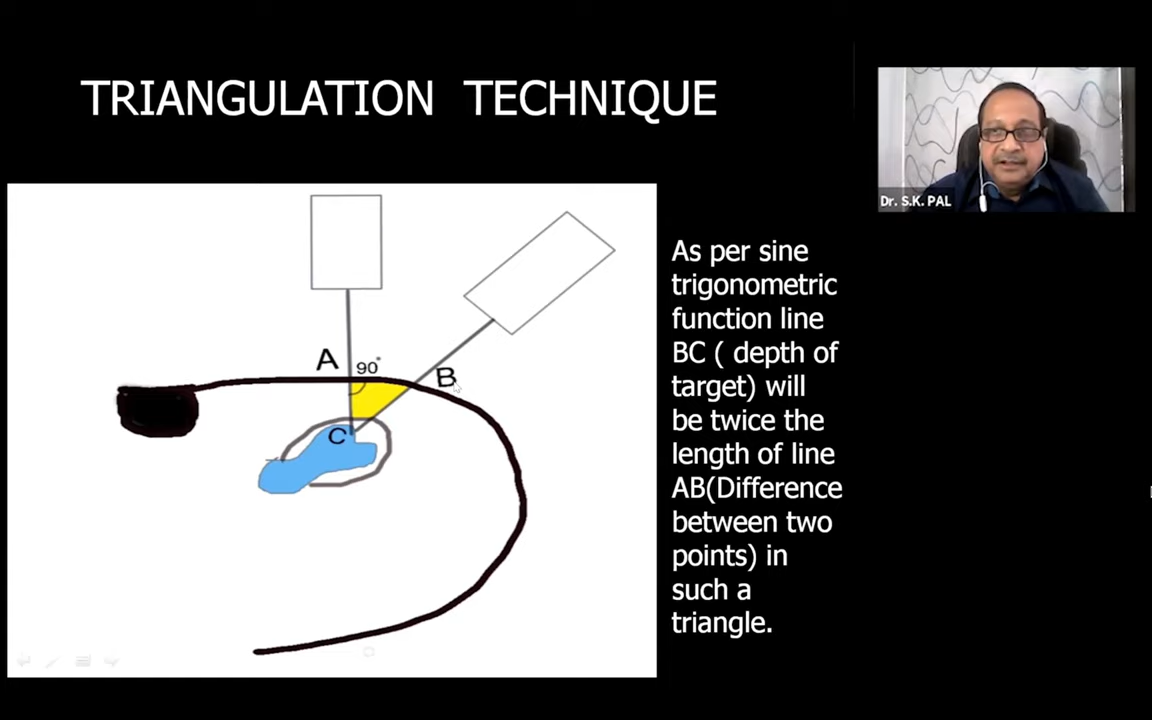 TRIANGULATION TECHNIQUE
Dr. S.K. PAL
A
90°
B
C
As per sine
trigonometric
function line
BC ( depth of
target) will
be twice the
length of line
AB(Difference
between two
points) in
such a
triangle.